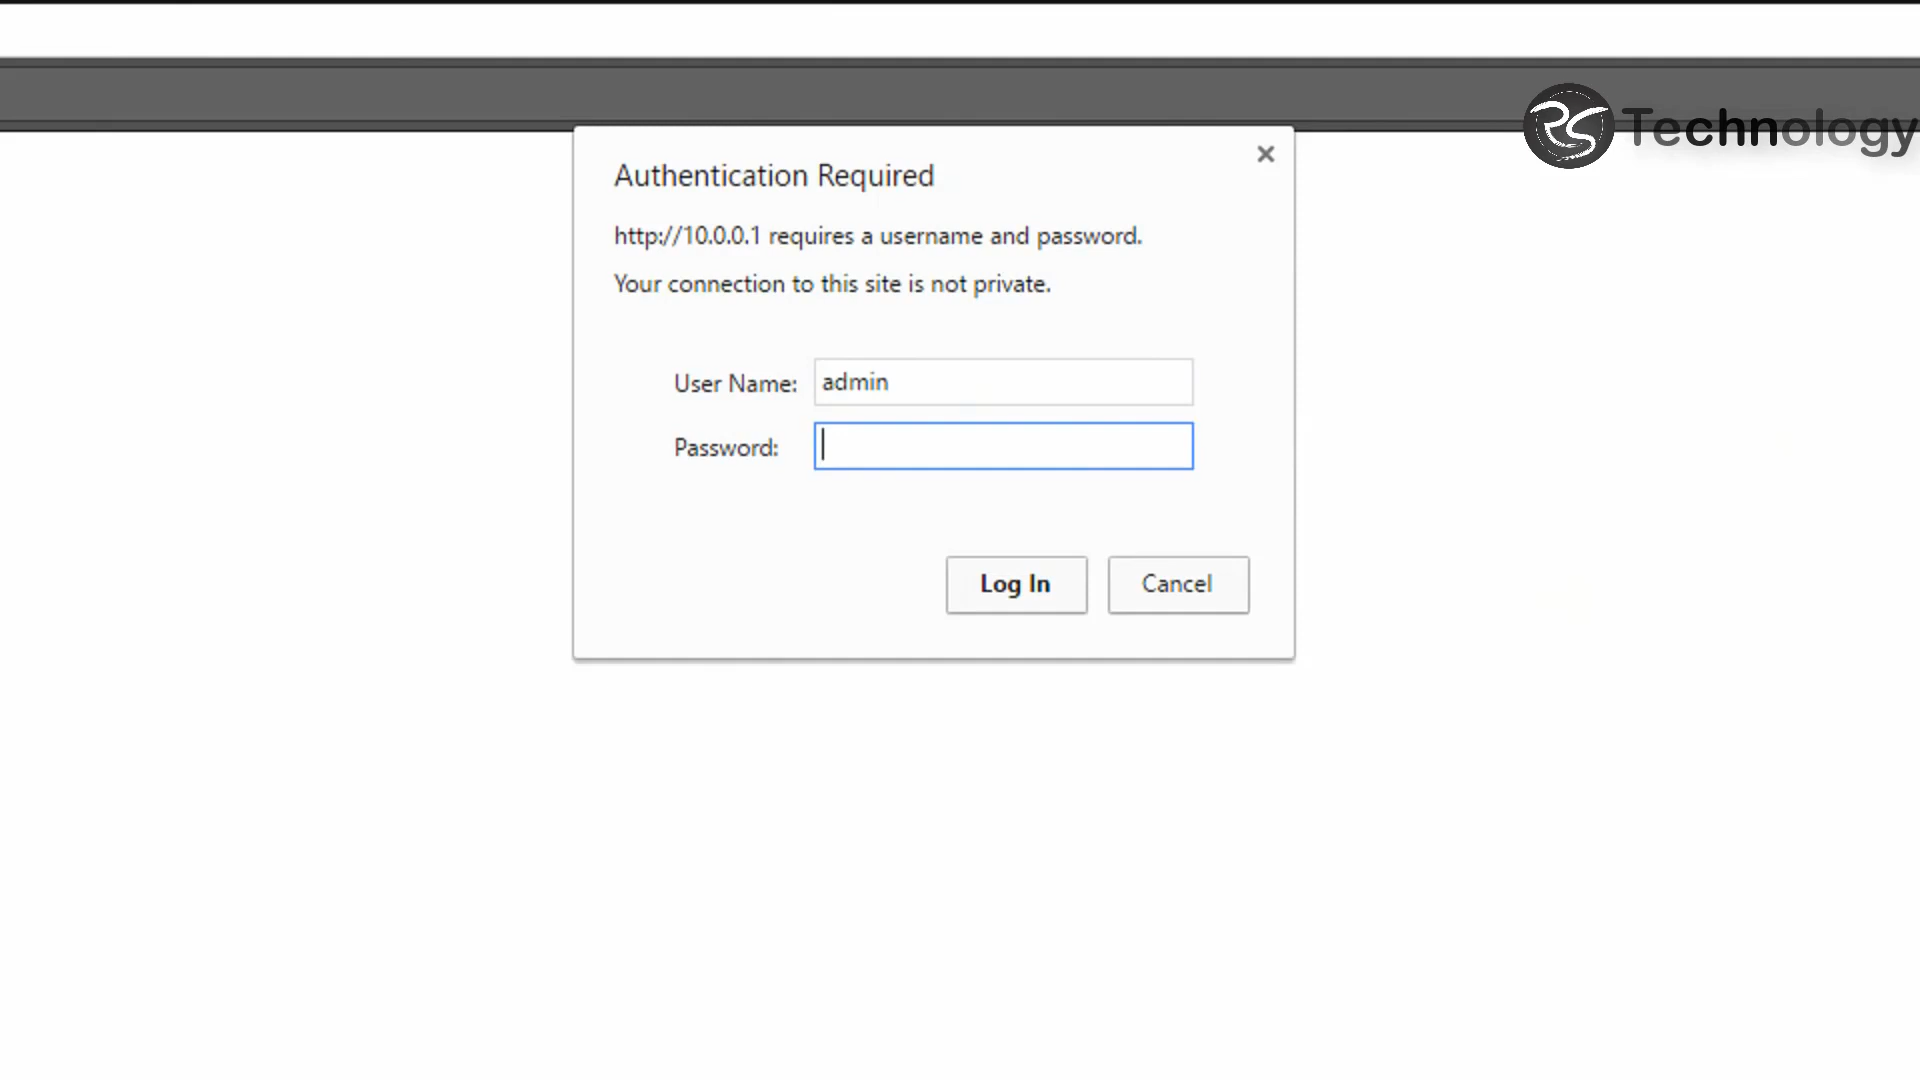 RS Technology
Authentication Required
http://10.0.0.1 requires a username and password.
Your connection to this site is not private.
User Name: admin
Password:
Log In Cancel